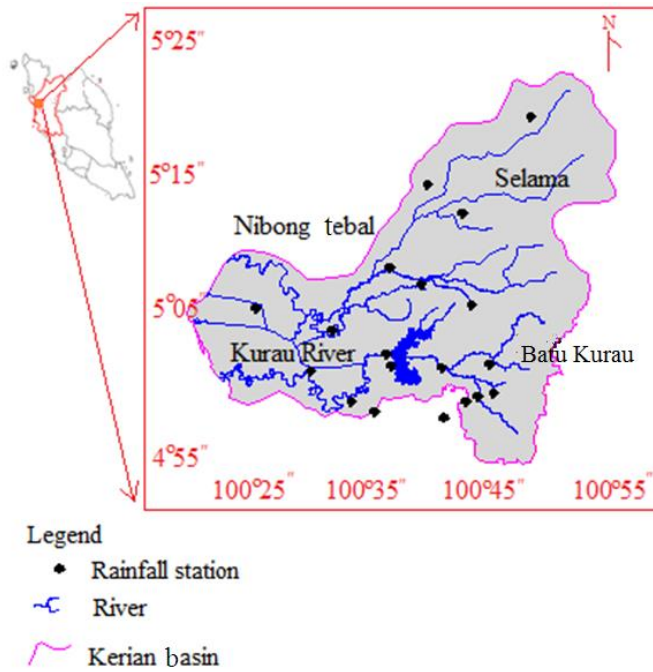 N
5°25"
5°15"
5°05"
4°55"
Selama
Nibong tebal
Kurau River
Batu Kurau
100°25" 100°35" 100°45" 100°55"
Legend
Rainfall station
River
Kerian basin